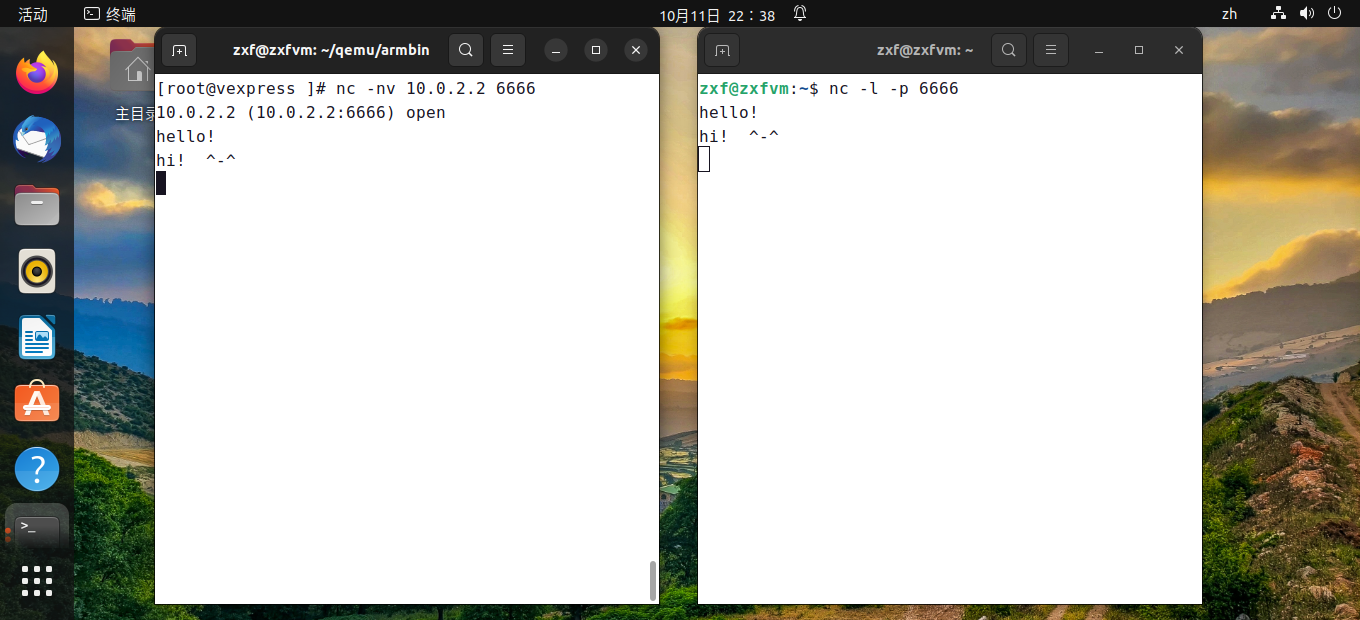 活动 终端 10月11日 22：38 zh
主目录
zxf@zxfvm: ~/qemu/armbin
[root@vexpress ]# nc -nv 10.0.2.2 6666
10.0.2.2 (10.0.2.2:6666) open
hello!
hi!  ^-^
zxf@zxfvm: ~
zxf@zxfvm:~$ nc -l -p 6666
hello!
hi!  ^-^